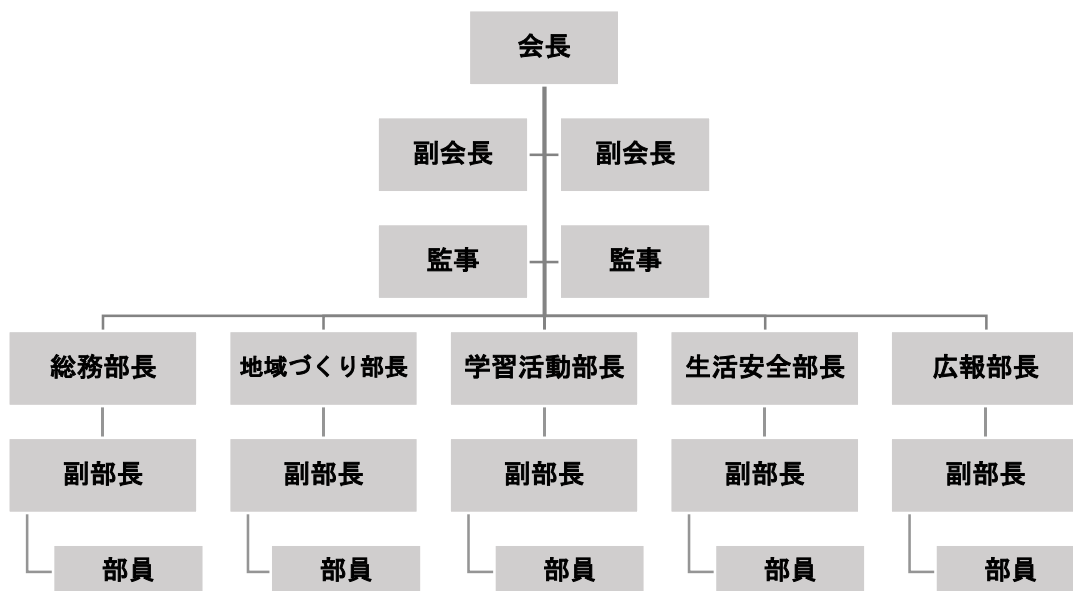 会長
副会長
副会長
監事
監事
総務部長
地域づくり部長
学習活動部長
生活安全部長
広報部長
副部長
副部長
副部長
副部長
副部長
部員
部員
部員
部員
部員